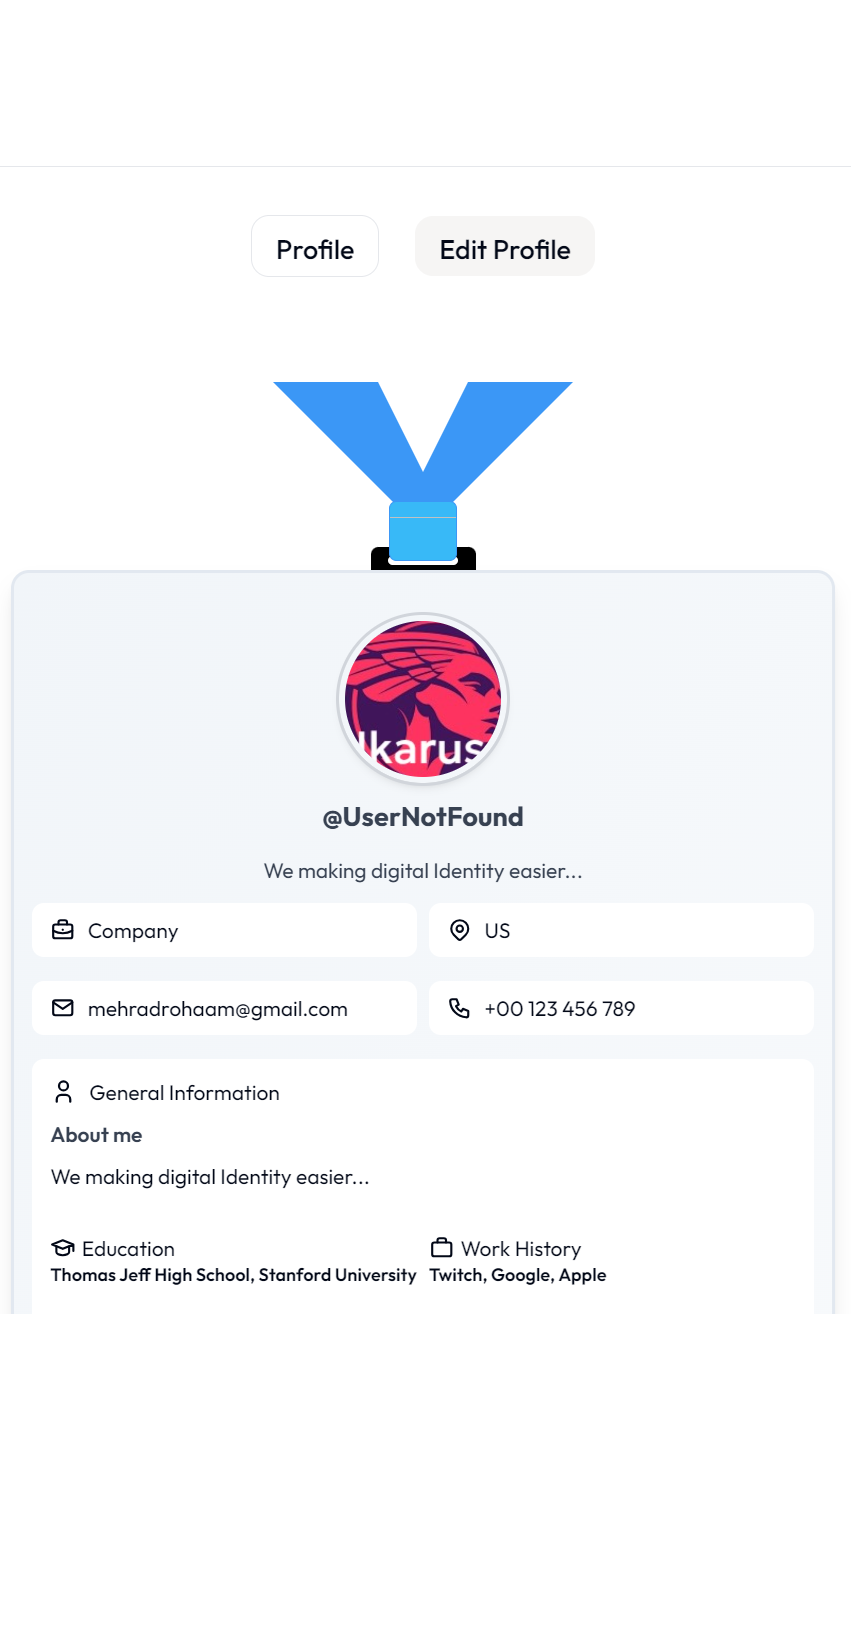 Profile
Edit Profile
Ikarus
@UserNotFound
We making digital Identity easier...
Company
US
mehradrohaam@gmail.com
+00 123 456 789
General Information
About me
We making digital Identity easier...
Education
Work History
Thomas Jeff High School, Stanford University
Twitch, Google, Apple